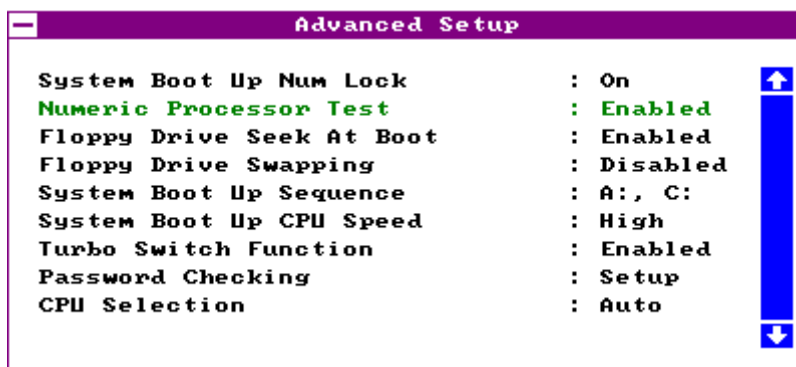 Advanced Setup
System Boot Up Num Lock : On
Numeric Processor Test : Enabled
Floppy Drive Seek At Boot : Enabled
Floppy Drive Swapping : Disabled
System Boot Up Sequence : A:, C:
System Boot Up CPU Speed : High
Turbo Switch Function : Enabled
Password Checking : Setup
CPU Selection : Auto